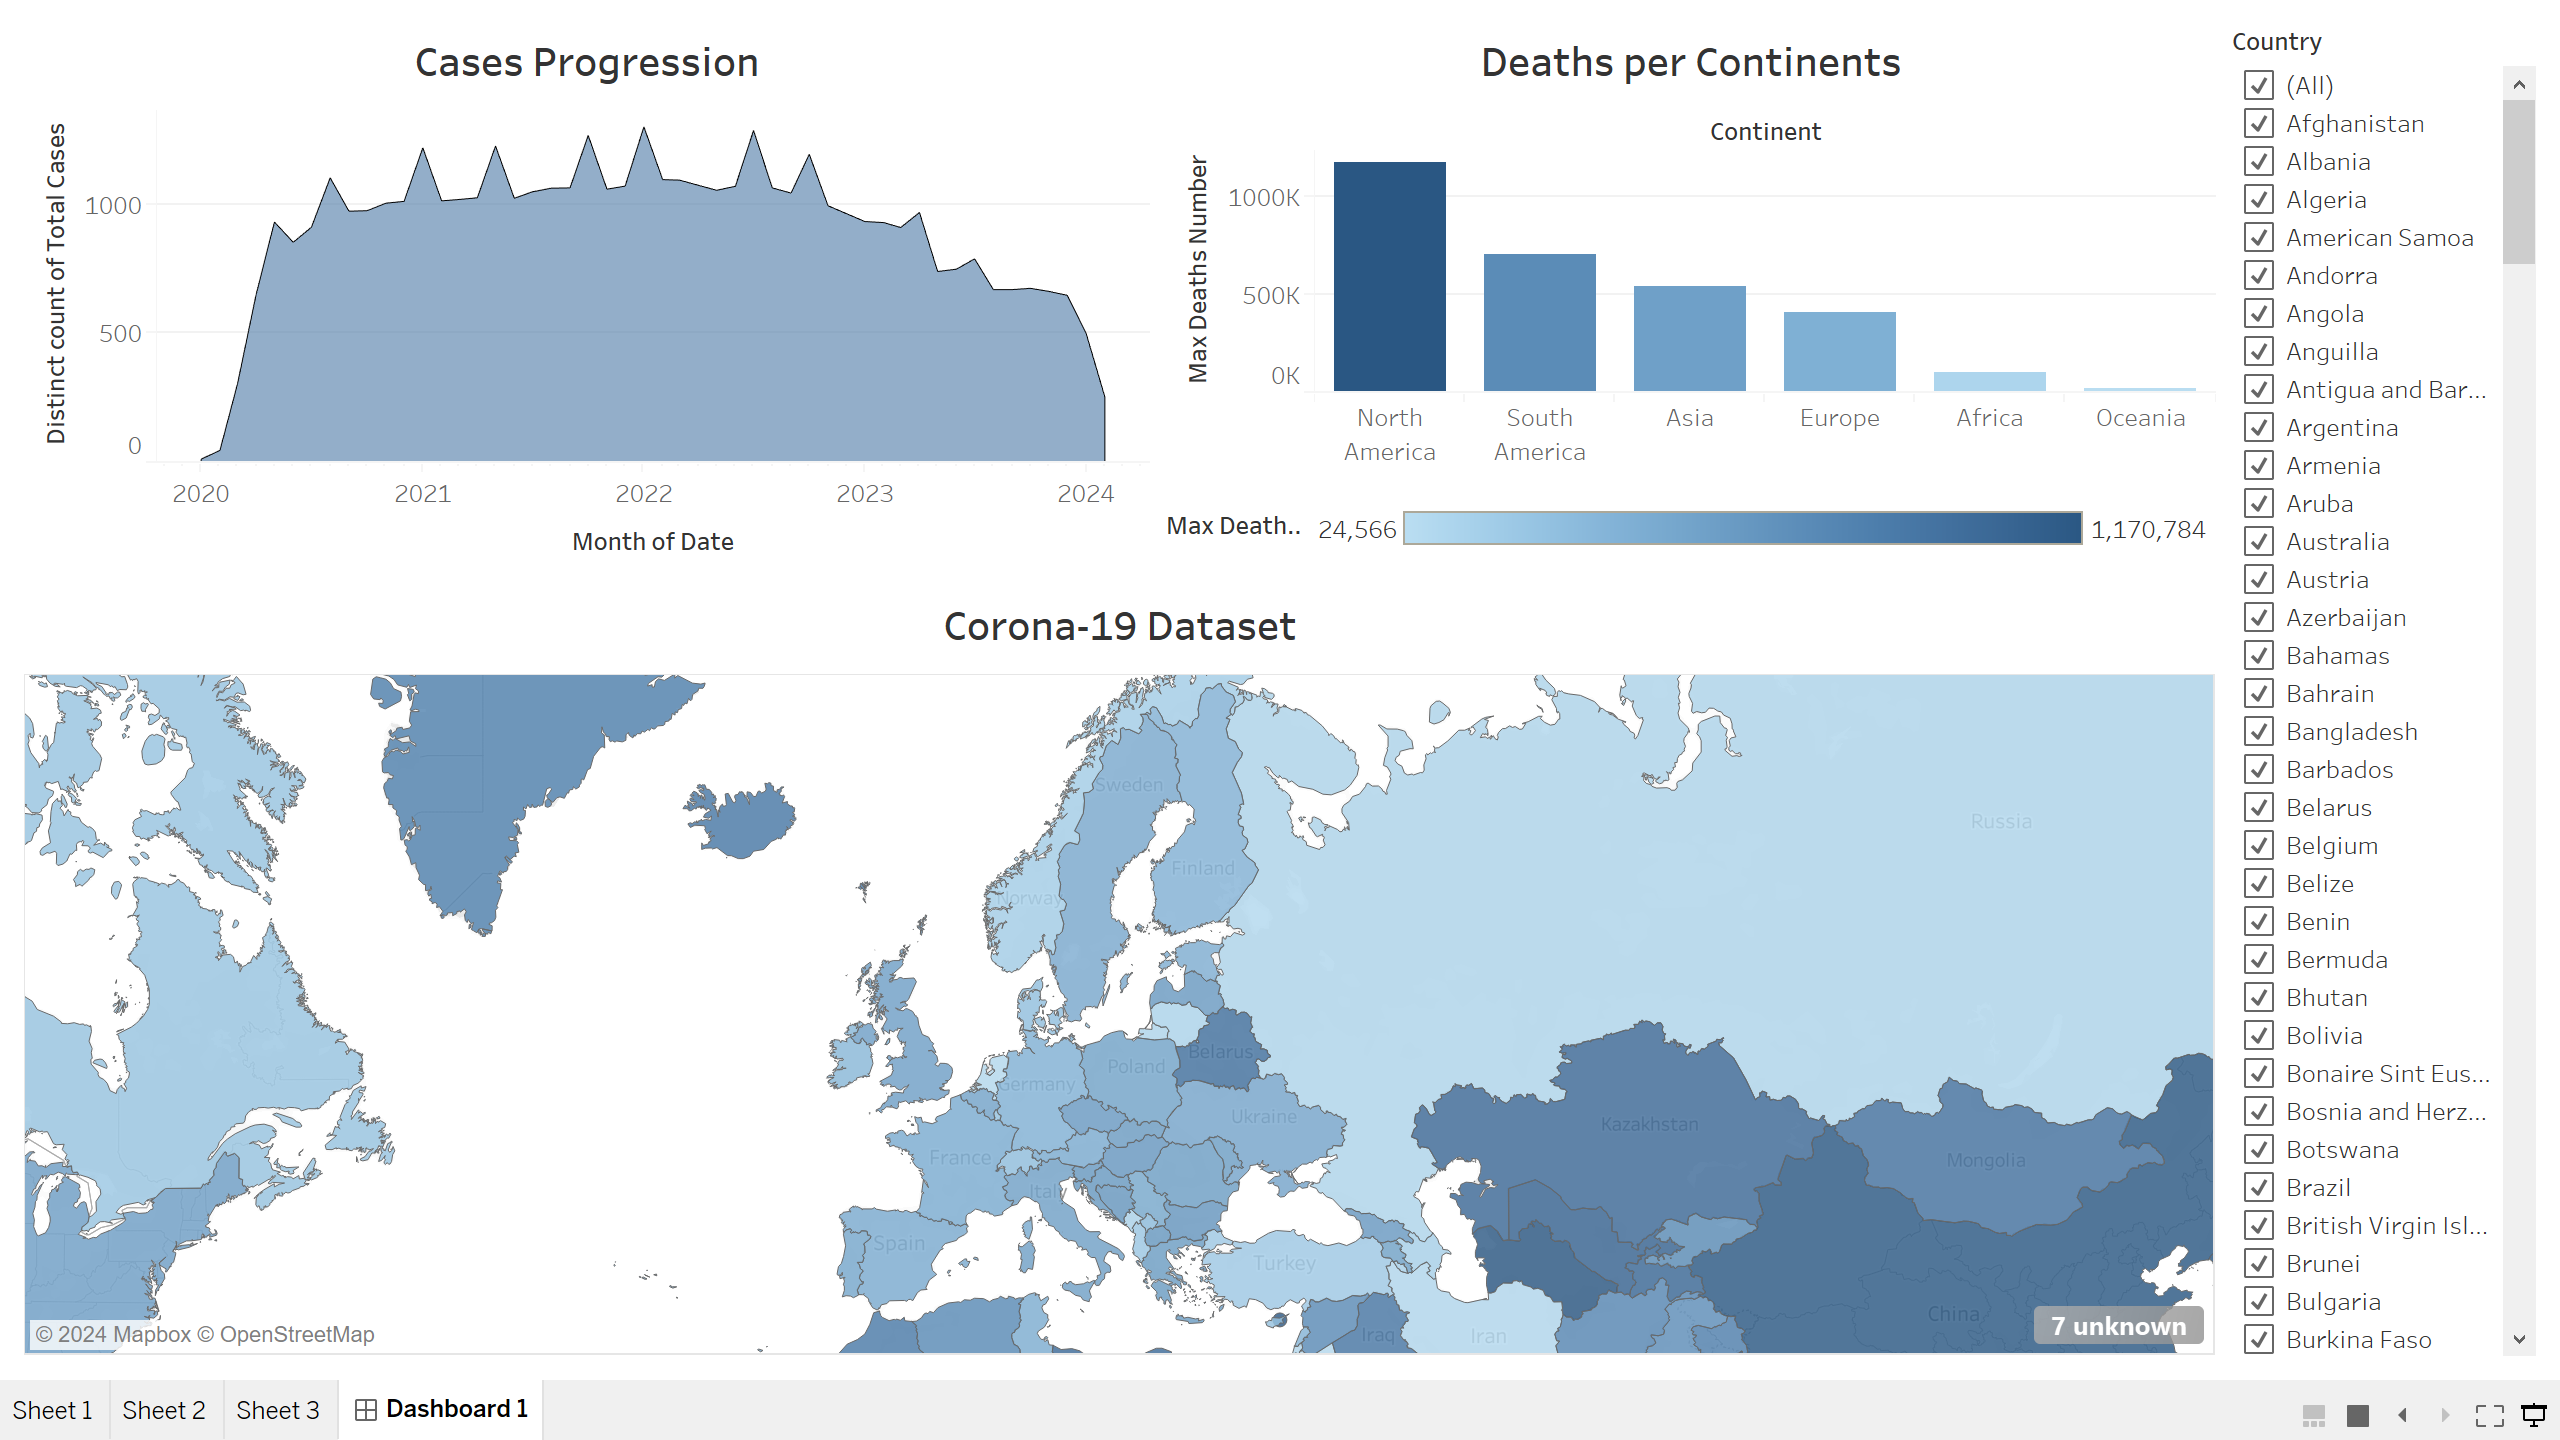 Cases Progression
Distinct count of Total Cases
1000
500
0
2020
2021
2022
2023
2024
Month of Date
Deaths per Continents
Continent
Max Deaths Number
1000K
500K
0K
North America
South America
Asia
Europe
Africa
Oceania
Max Death..
24,566
1,170,784
Corona-19 Dataset
Sweden
Finland
Norway
Russia
Belarus
Poland
Germany
Ukraine
Kazakhstan
France
Mongolia
Italy
Spain
Turkey
Iraq
Iran
China
© 2024 Mapbox © OpenStreetMap
7 unknown
Country
(All)
Afghanistan
Albania
Algeria
American Samoa
Andorra
Angola
Anguilla
Antigua and Bar...
Argentina
Armenia
Aruba
Australia
Austria
Azerbaijan
Bahamas
Bahrain
Bangladesh
Barbados
Belarus
Belgium
Belize
Benin
Bermuda
Bhutan
Bolivia
Bonaire Sint Eus...
Bosnia and Herz...
Botswana
Brazil
British Virgin Isl...
Brunei
Bulgaria
Burkina Faso
Sheet 1
Sheet 2
Sheet 3
Dashboard 1